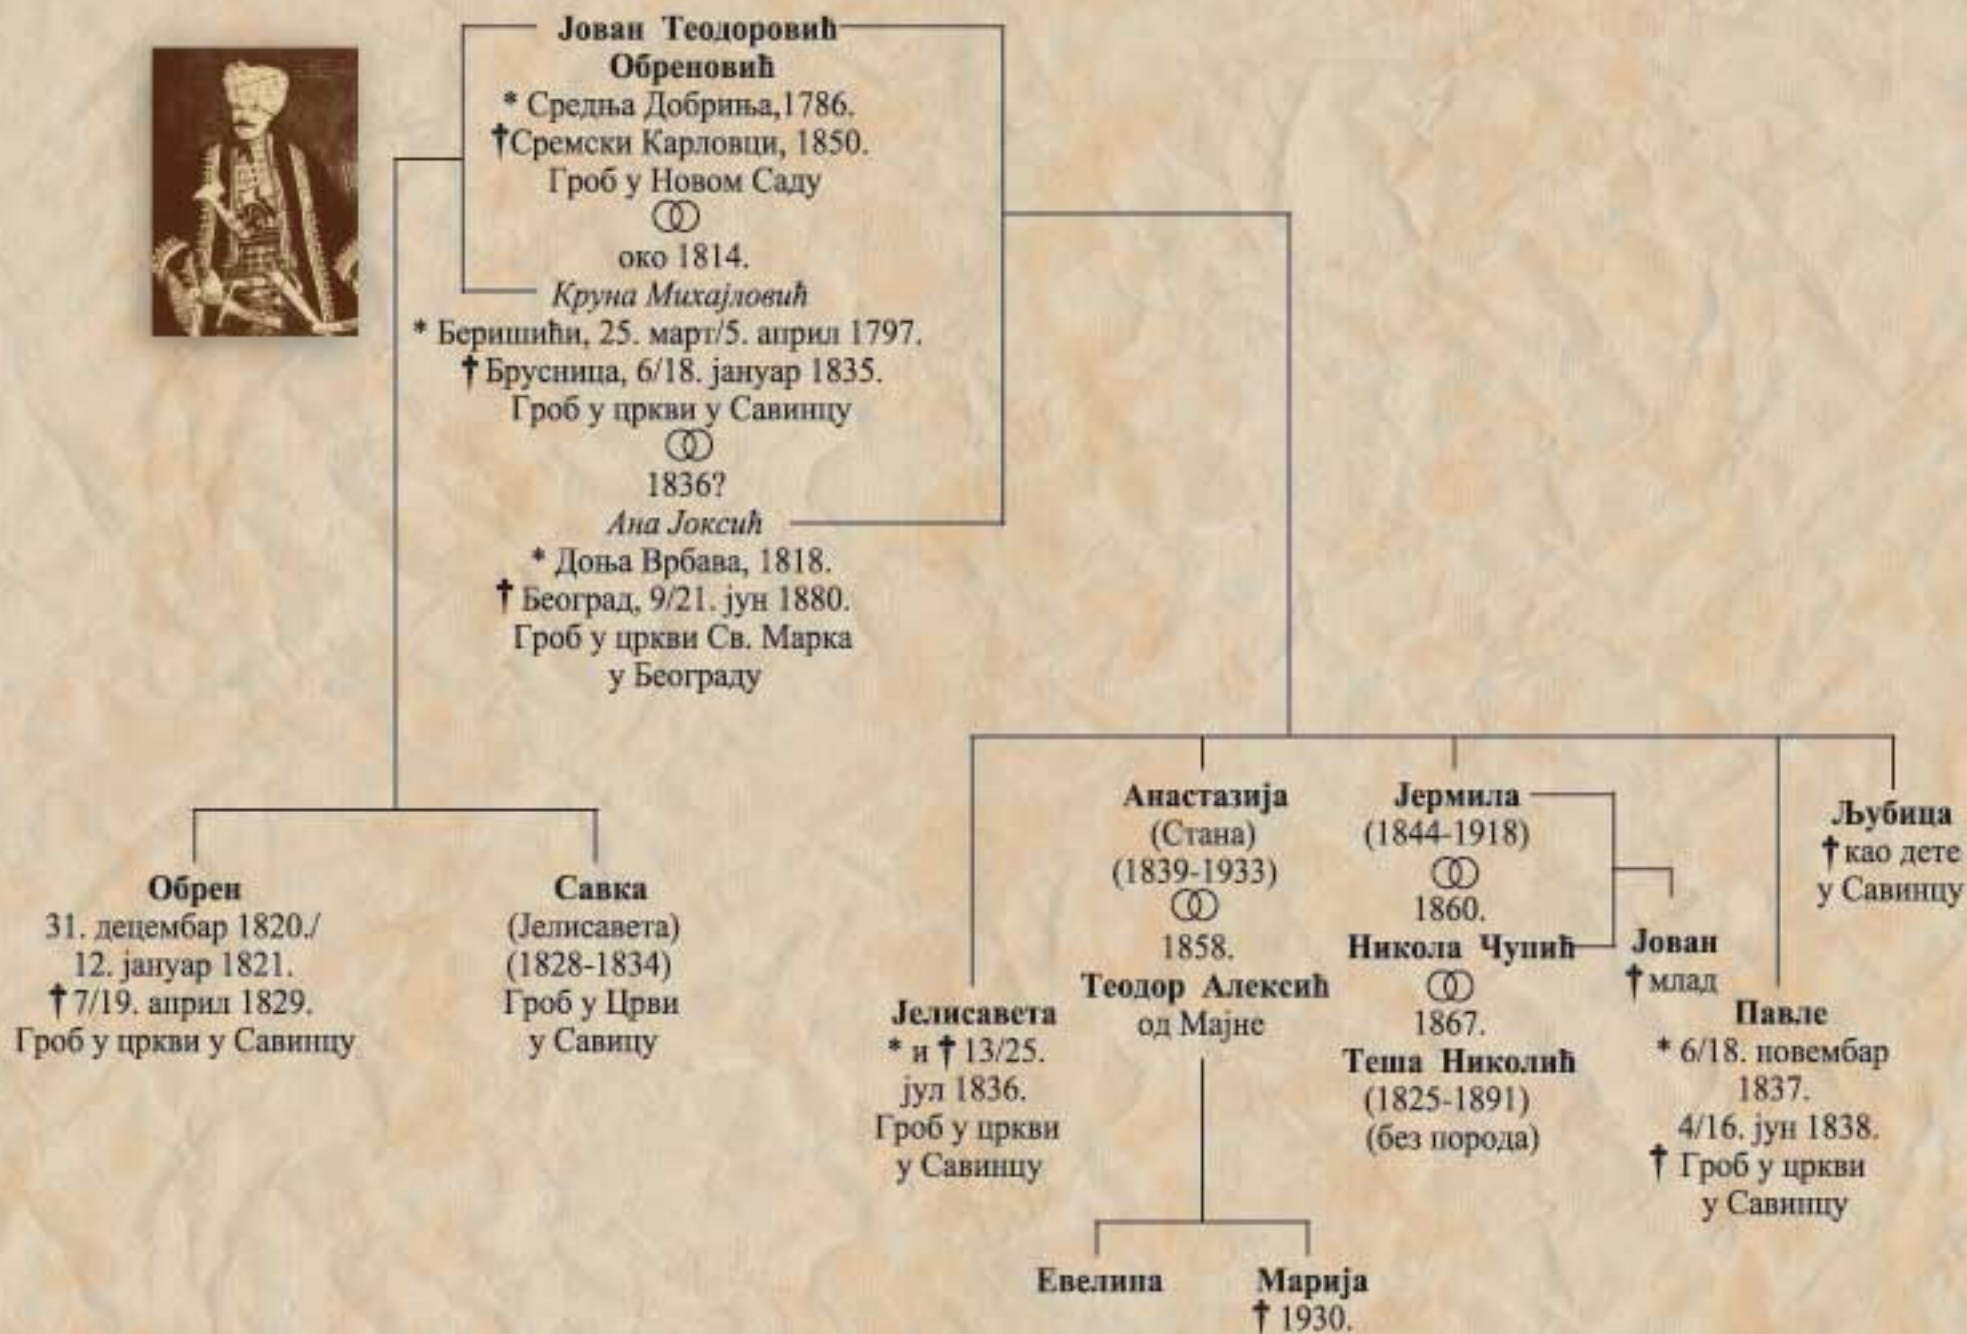 Јован Теодоровић
Обреновић
* Средња Добриња,1786.
†Сремски Карловци, 1850.
Гроб у Новом Саду
око 1814.
Круна Михајловић
* Беришићи, 25. март/5. април 1797.
† Брусница, 6/18. јануар 1835.
Гроб у цркви у Савинцу
1836?
Ана Јоксић
* Доња Врбава, 1818.
† Београд, 9/21. јун 1880.
Гроб у цркви Св. Марка
у Београду
Обрен
31. децембар 1820./
12. јануар 1821.
† 7/19. април 1829.
Гроб у цркви у Савинцу
Савка
(Јелисавета)
(1828-1834)
Гроб у Црви
у Савицу
Јелисавета
* и † 13/25.
јул 1836.
Гроб у цркви
у Савинцу
Анастазија
(Стана)
(1839-1933)
1858.
Теодор Алексић
од Мајне
Евелина
Марија
† 1930.
Јермила
(1844-1918)
1860.
Никола Чупић
1867.
Теша Николић
(1825-1891)
(без порода)
Јован
† млад
Павле
* 6/18. новембар
1837.
4/16. јун 1838.
† Гроб у цркви
у Савинцу
Љубица
† као дете
у Савинцу